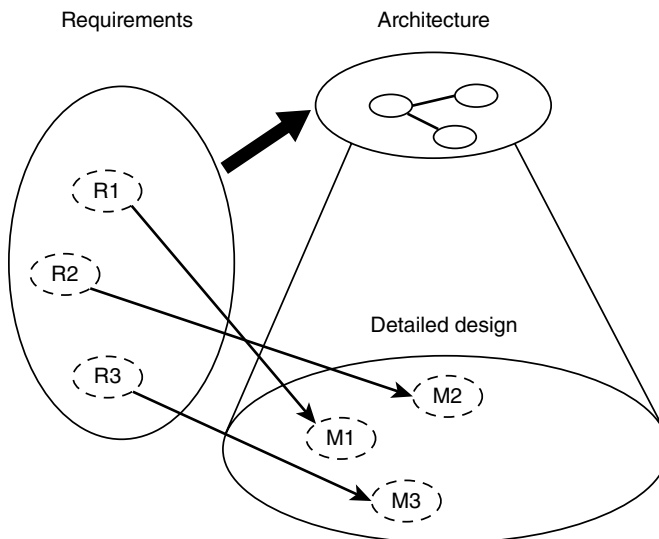 Requirements
Architecture
R1
R2
Detailed design
R3
M2
M1
M3